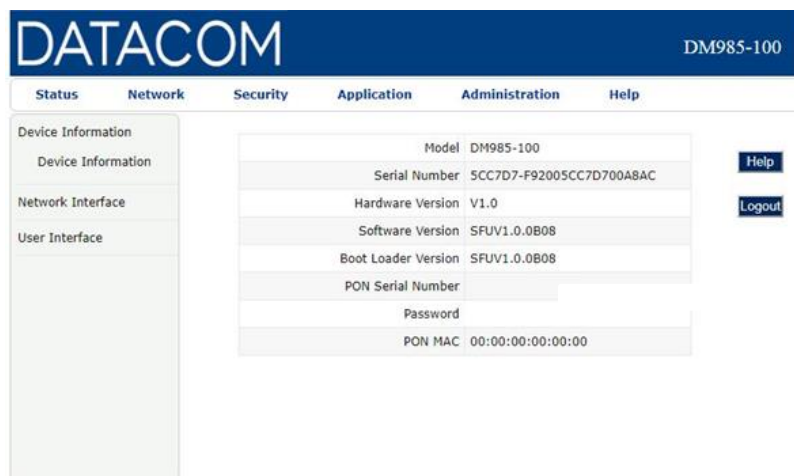 DATACOM
DM985-100
Status Network Security Application Administration Help
Device Information
Device Information
Network Interface
User Interface
Model DM985-100
Serial Number 5CC7D7-F92005CC7D700A8AC
Hardware Version V1.0
Software Version SFUV1.0.0B08
Boot Loader Version SFUV1.0.0B08
PON Serial Number
Password
PON MAC 00:00:00:00:00:00
Help
Logout